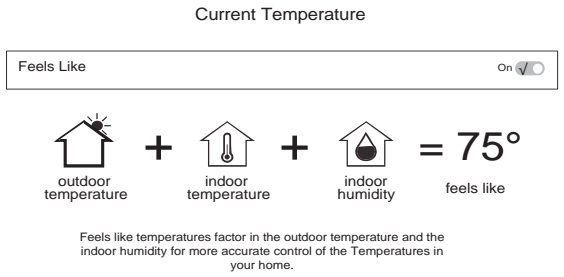 Current Temperature
Feels Like On √
+ + = 75°
outdoor temperature
indoor temperature
indoor humidity
feels like
Feels like temperatures factor in the outdoor temperature and the
indoor humidity for more accurate control of the Temperatures in
your home.